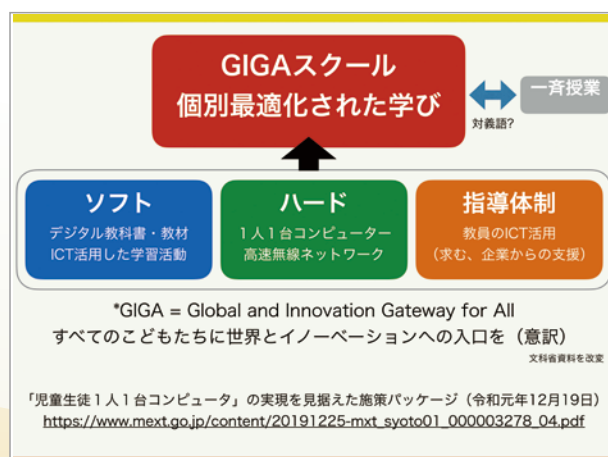 GIGAスクール
個別最適化された学び
一斉授業
対義語?
ソフト
デジタル教科書・教材
ICT活用した学習活動
ハード
1人1台コンピューター
高速無線ネットワーク
指導体制
教員のICT活用
(求む、企業からの支援)
*GIGA = Global and Innovation Gateway for All
すべてのこどもたちに世界とイノーベーションへの入口を(意訳)
文科省資料を改変
「児童生徒1人1台コンピュータ」の実現を見据えた施策パッケージ(令和元年12月19日)
https://www.mext.go.jp/content/20191225-mxt_syoto01_000003278_04.pdf